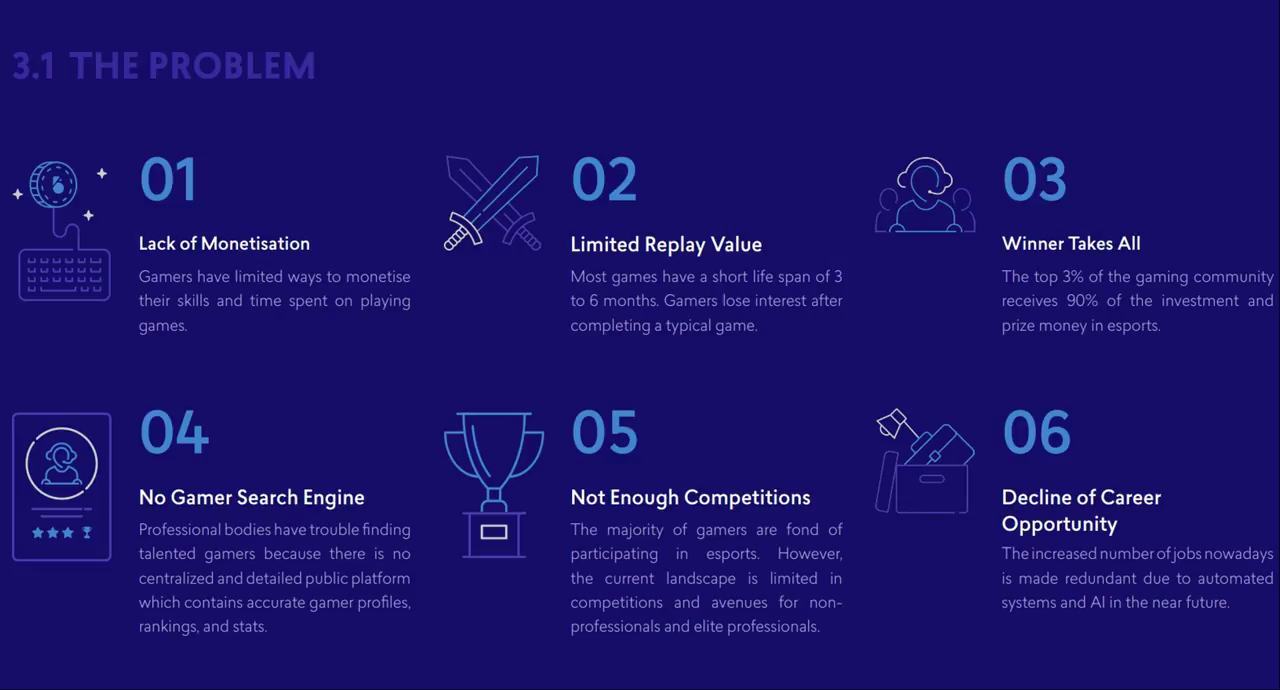 3.1 THE PROBLEM
01
Lack of Monetisation
Gamers have limited ways to monetise
their skills and time spent on playing
games.
02
Limited Replay Value
Most games have a short life span of 3
to 6 months. Gamers lose interest after
completing a typical game.
03
Winner Takes All
The top 3% of the gaming community
receives 90% of the investment and
prize money in esports.
04
No Gamer Search Engine
Professional bodies have trouble finding
talented gamers because there is no
centralized and detailed public platform
which contains accurate gamer profiles,
rankings, and stats.
05
Not Enough Competitions
The majority of gamers are fond of
participating in esports. However,
the current landscape is limited in
competitions and avenues for non-
professionals and elite professionals.
06
Decline of Career
Opportunity
The increased number of jobs nowadays
is made redundant due to automated
systems and AI in the near future.